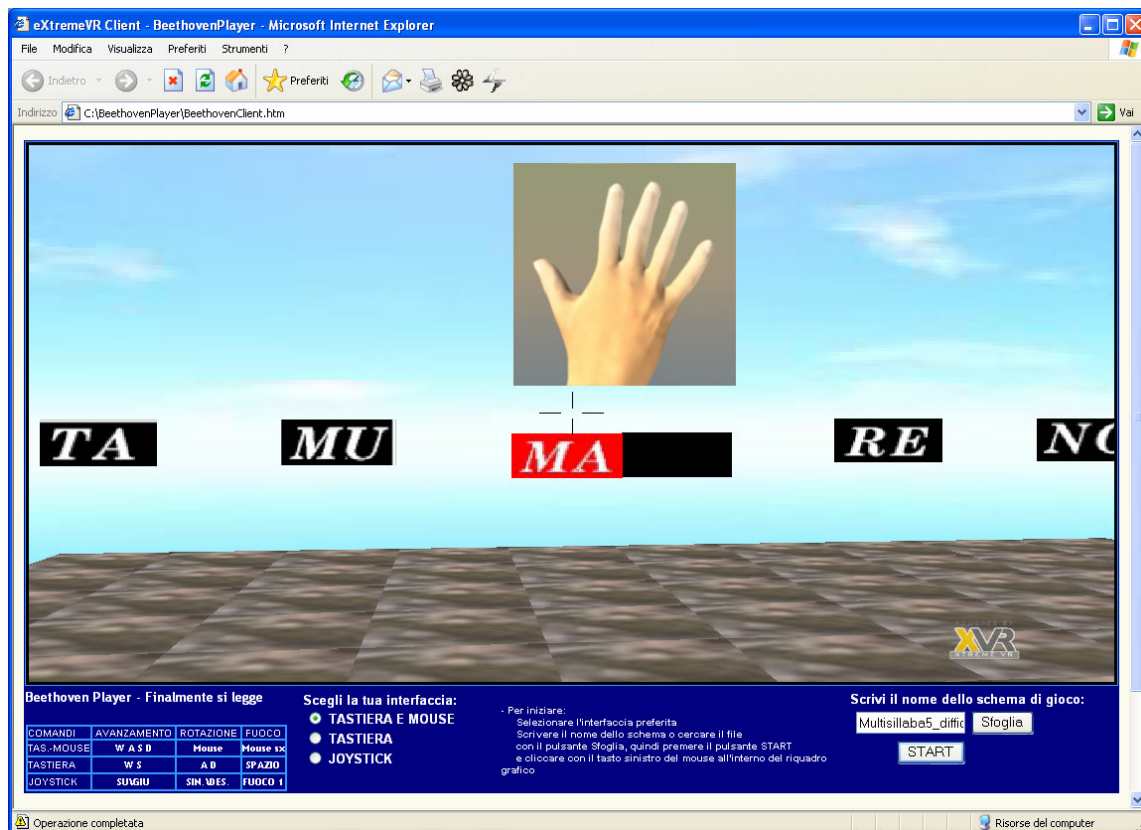 eXtremeVR Client - BeethovenPlayer - Microsoft Internet Explorer
File Modifica Visualizza Preferiti Strumenti ?
Indietro Preferiti
Indirizzo C:\BeethovenPlayer\BeethovenClient.htm Vai
TA MU MA RE
POWERED BY
XVR
EXTREME VR
Beethoven Player - Finalmente si legge
COMANDI AVANZAMENTO ROTAZIONE FUOCO
TAS.-MOUSE W A S D Mouse Mouse sx
TASTIERA W S A D SPAZIO
JOYSTICK SU\GIU SIN.\DES. FUOCO 1
Scegli la tua interfaccia:
TASTIERA E MOUSE
TASTIERA
JOYSTICK
- Per iniziare:
Selezionare l'interfaccia preferita
Scrivere il nome dello schema o cercare il file
con il pulsante Sfoglia, quindi premere il pulsante START
e cliccare con il tasto sinistro del mouse all'interno del riquadro
grafico
Scrivi il nome dello schema di gioco:
Multisillaba5_diffic Sfoglia
START
Operazione completata Risorse del computer